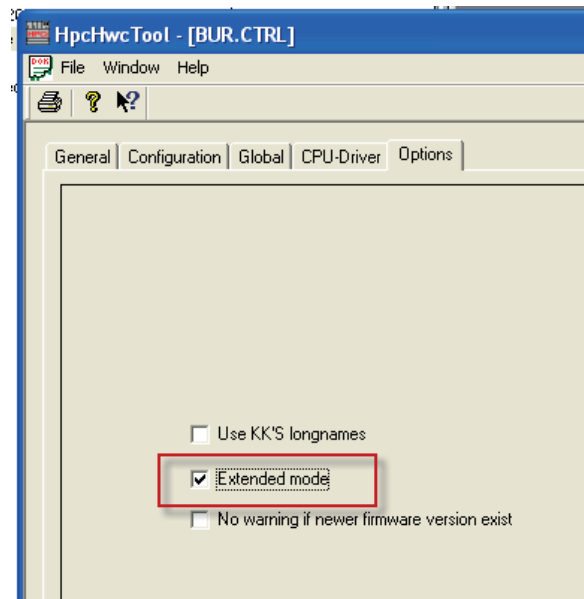 HpcHwcTool - [BUR.CTRL]
File Window Help
General Configuration Global CPU-Driver Options
Use KK'S longnames
Extended mode
No warning if newer firmware version exist